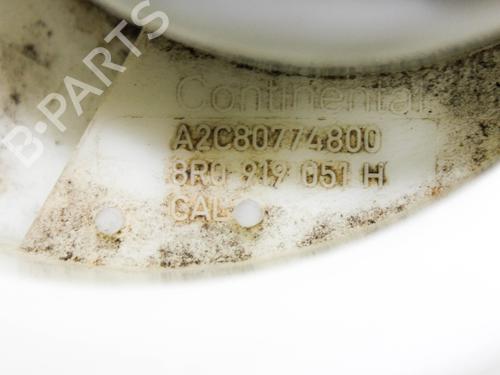 B-PARTS
Continental
A2C80774800
8R0 919 051 H
CAL